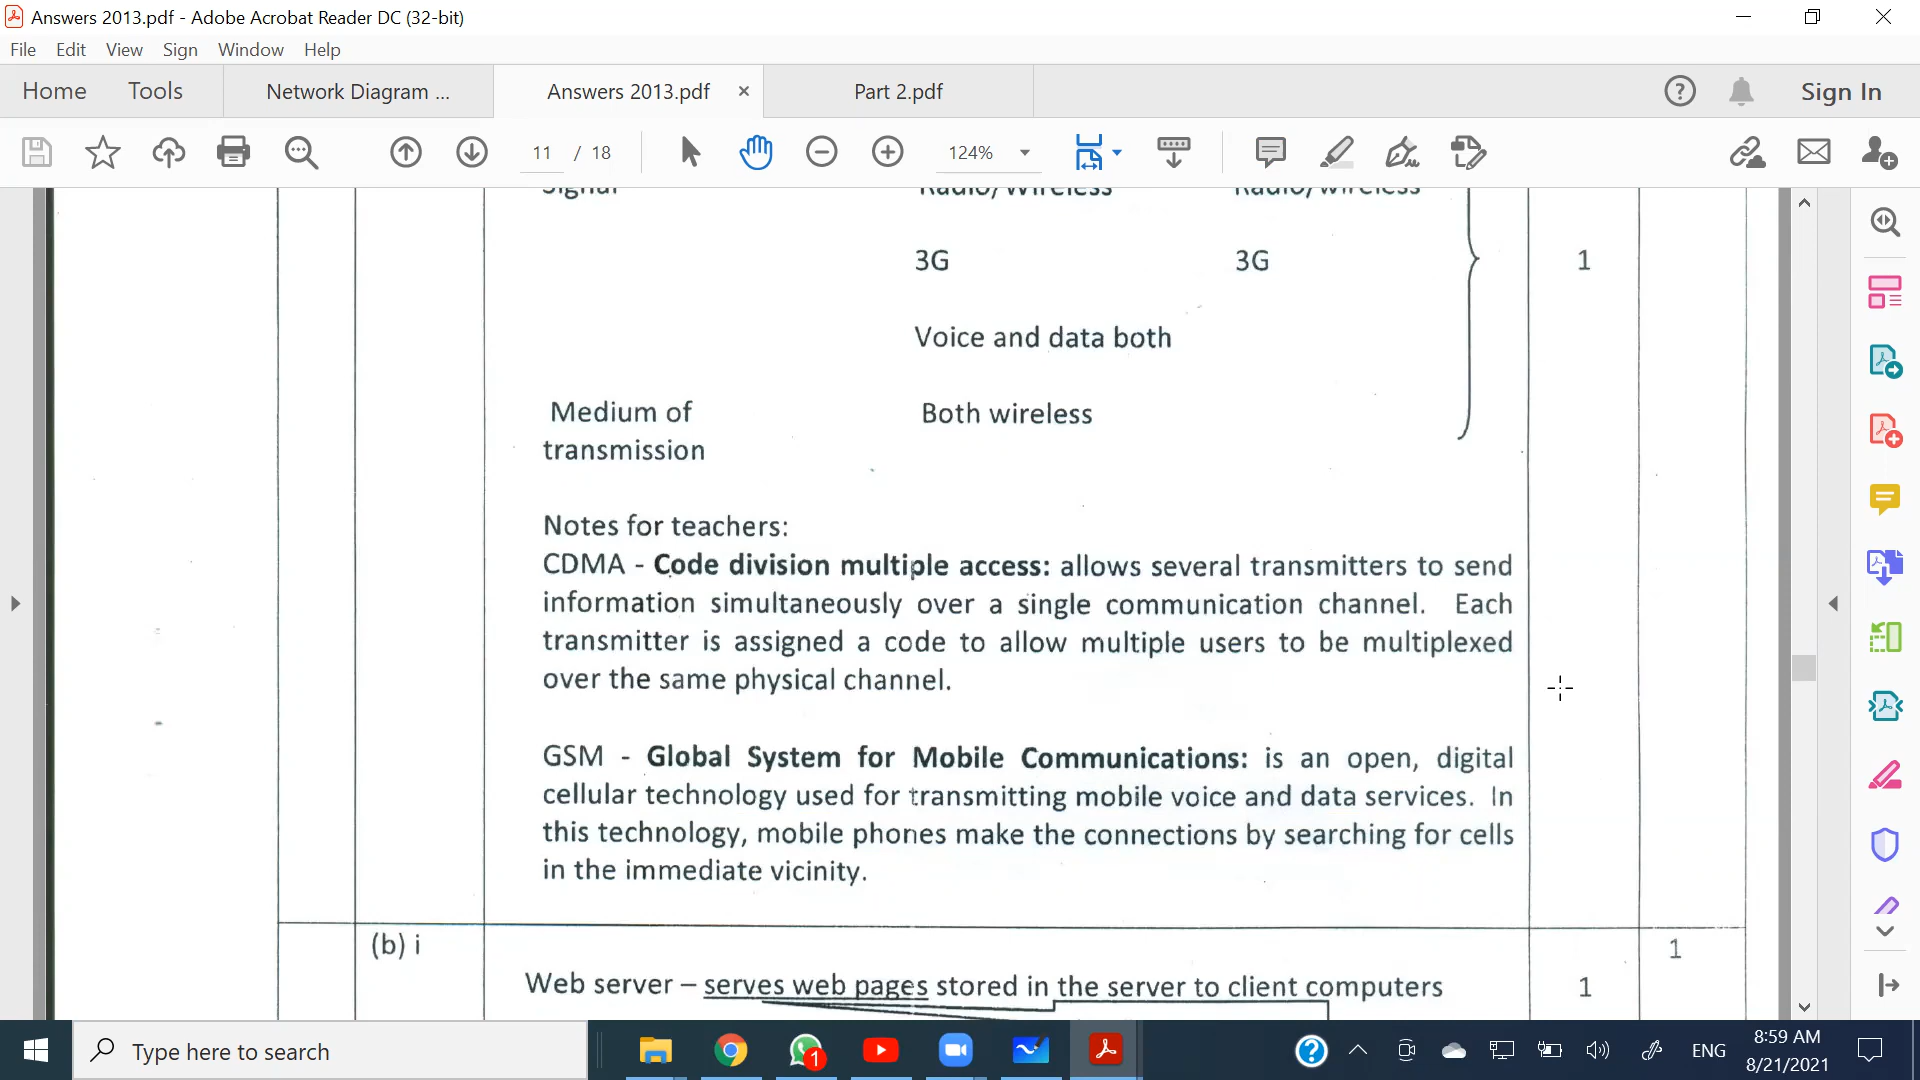 Answers 2013.pdf - Adobe Acrobat Reader DC (32-bit)
File Edit View Sign Window Help
Home Tools Network Diagram ... Answers 2013.pdf × Part 2.pdf Sign In
11 / 18 124%
Signal Radio/Wireless Radio/wireless
3G 3G 1
Voice and data both
Medium of Both wireless
transmission
Notes for teachers:
CDMA - Code division multiple access: allows several transmitters to send
information simultaneously over a single communication channel. Each
transmitter is assigned a code to allow multiple users to be multiplexed
over the same physical channel.
GSM - Global System for Mobile Communications: is an open, digital
cellular technology used for transmitting mobile voice and data services. In
this technology, mobile phones make the connections by searching for cells
in the immediate vicinity.
(b) i 1
Web server – serves web pages stored in the server to client computers 1
Type here to search 1 ENG 8:59 AM
8/21/2021